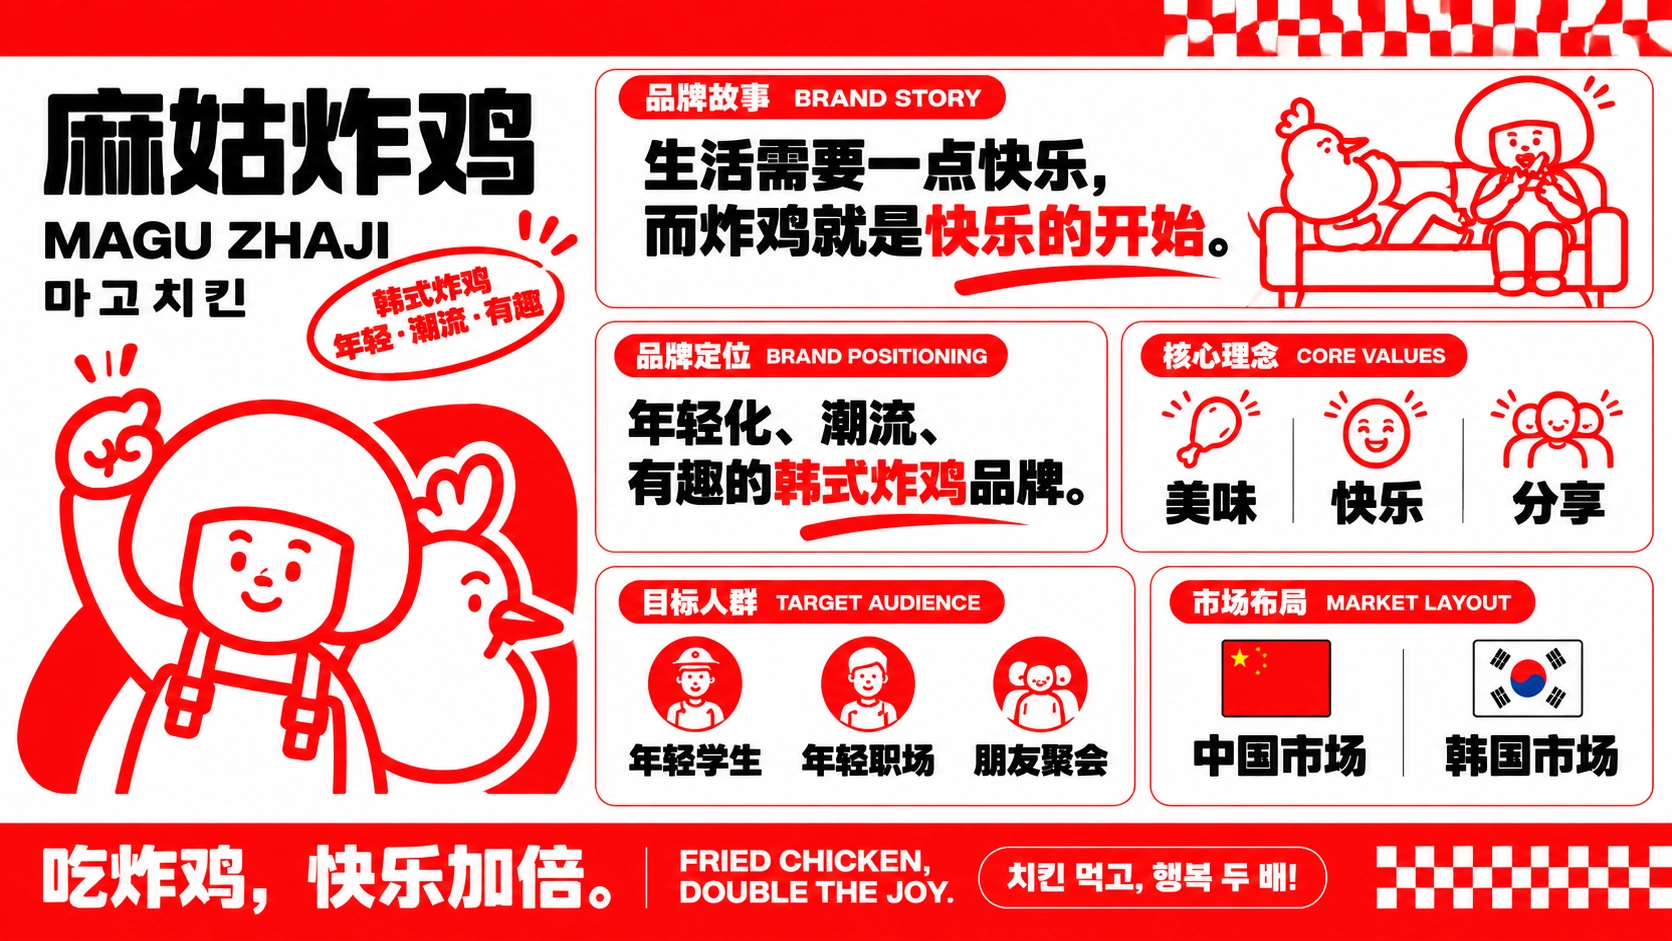 麻姑炸鸡
MAGU ZHAJI
마고치킨
韩式炸鸡
年轻·潮流·有趣
品牌故事 BRAND STORY
生活需要一点快乐，
而炸鸡就是快乐的开始。
品牌定位 BRAND POSITIONING
年轻化、潮流、
有趣的韩式炸鸡品牌。
核心理念 CORE VALUES
美味
快乐
分享
目标人群 TARGET AUDIENCE
年轻学生
年轻职场
朋友聚会
市场布局 MARKET LAYOUT
中国市场
韩国市场
吃炸鸡，快乐加倍。
FRIED CHICKEN,
DOUBLE THE JOY.
치킨 먹고, 행복 두 배!